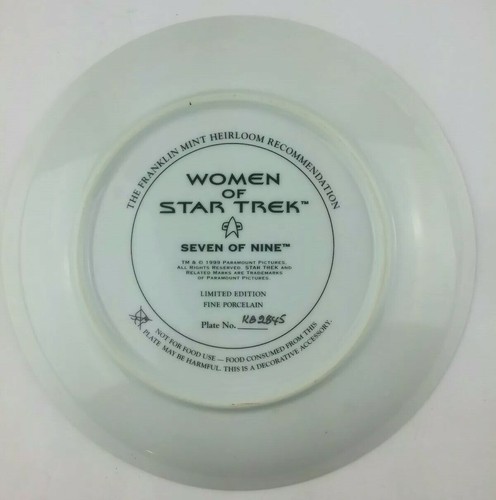 THE FRANKLIN MINT HEIRLOOM RECOMMENDATION
WOMEN
OF
STAR TREK™
SEVEN OF NINE™
TM & © 1999 PARAMOUNT PICTURES.
ALL RIGHTS RESERVED. STAR TREK AND
RELATED MARKS ARE TRADEMARKS
OF PARAMOUNT PICTURES.
LIMITED EDITION
FINE PORCELAIN
Plate No. KB2845
NOT FOR FOOD USE — FOOD CONSUMED FROM THIS
PLATE MAY BE HARMFUL. THIS IS A DECORATIVE ACCESSORY.